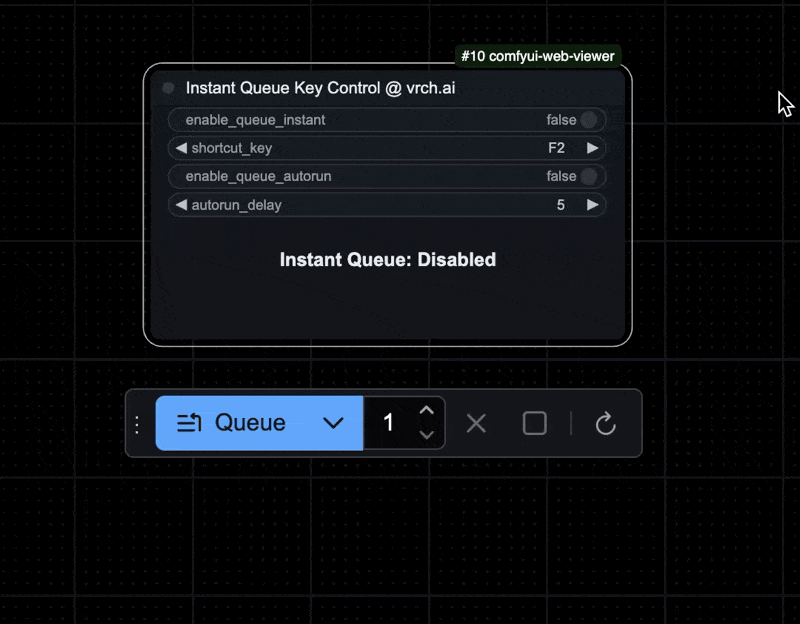 #10 comfyui-web-viewer
Instant Queue Key Control @ vrch.ai
enable_queue_instant false
shortcut_key F2
enable_queue_autorun false
autorun_delay 5
Instant Queue: Disabled
Queue 1